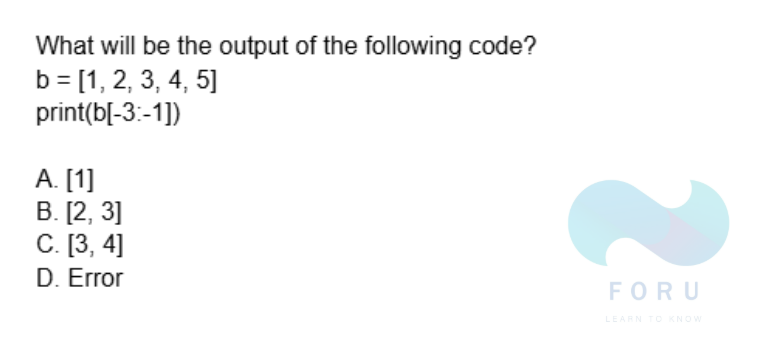 What will be the output of the following code?
b = [1, 2, 3, 4, 5]
print(b[-3:-1])
A. [1]
B. [2, 3]
C. [3, 4]
D. Error
FORU
LEARN TO KNOW